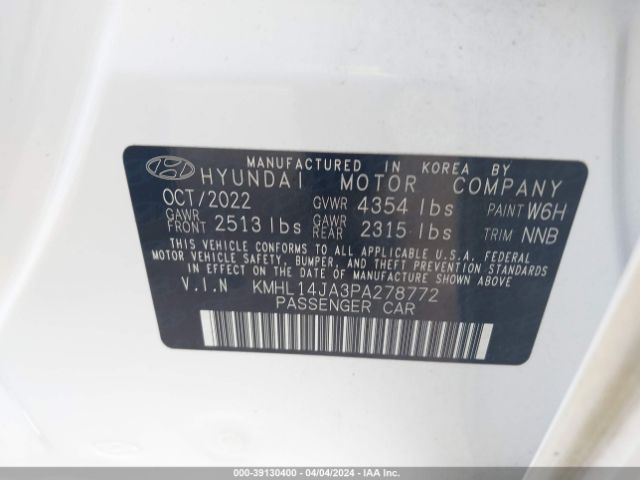 MANUFACTURED IN KOREA BY
HYUNDAI MOTOR COMPANY
OCT/2022 GVWR 4354 lbs PAINT W6H
GAWR FRONT 2513 lbs GAWR REAR 2315 lbs TRIM NNB
THIS VEHICLE CONFORMS TO ALL APPLICABLE U.S.A. FEDERAL
MOTOR VEHICLE SAFETY, BUMPER, AND THEFT PREVENTION STANDARDS
IN EFFECT ON THE DATE OF MANUFACTURE SHOWN ABOVE.
V.I.N KMHL14JA3PA278772
PASSENGER CAR
000-39130400 - 04/04/2024 - IAA Inc.